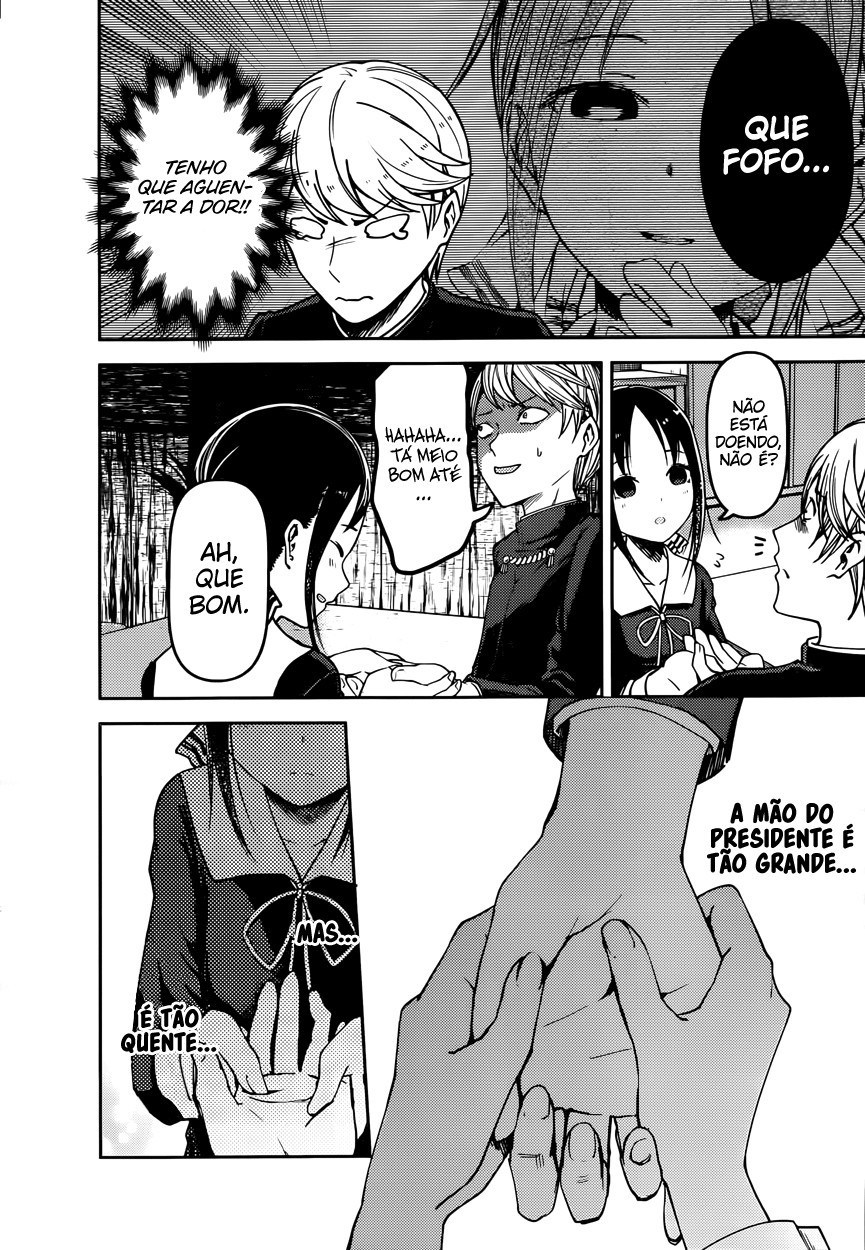 QUE
FOFO...
TENHO
QUE AGUEN-
TAR A DOR!!
NÃO
ESTÁ
DOENDO,
NÃO É?
HAHAHA...
TÁ MEIO
BOM ATÉ
...
AH,
QUE
BOM.
A MÃO DO
PRESIDENTE É
TÃO GRANDE...
MAS...
É TÃO
QUENTE...